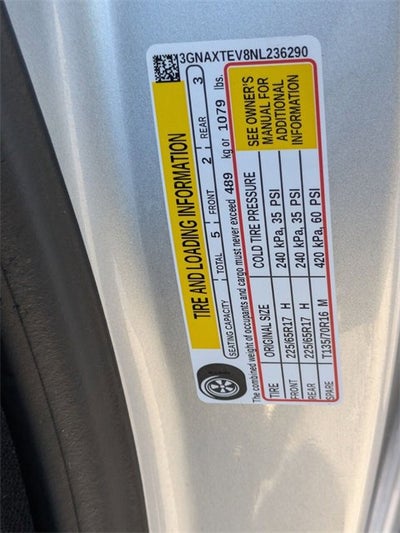 3GNAXTEV8NL236290
TIRE AND LOADING INFORMATION
SEATING CAPACITY TOTAL 5 FRONT 2 REAR 3
The combined weight of occupants and cargo must never exceed 489 kg or 1079 lbs.
TIRE ORIGINAL SIZE COLD TIRE PRESSURE
FRONT 225/65R17 H 240 kPa, 35 PSI
REAR 225/65R17 H 240 kPa, 35 PSI
SPARE T135/70R16 M 420 kPa, 60 PSI
SEE OWNER'S
MANUAL FOR
ADDITIONAL
INFORMATION